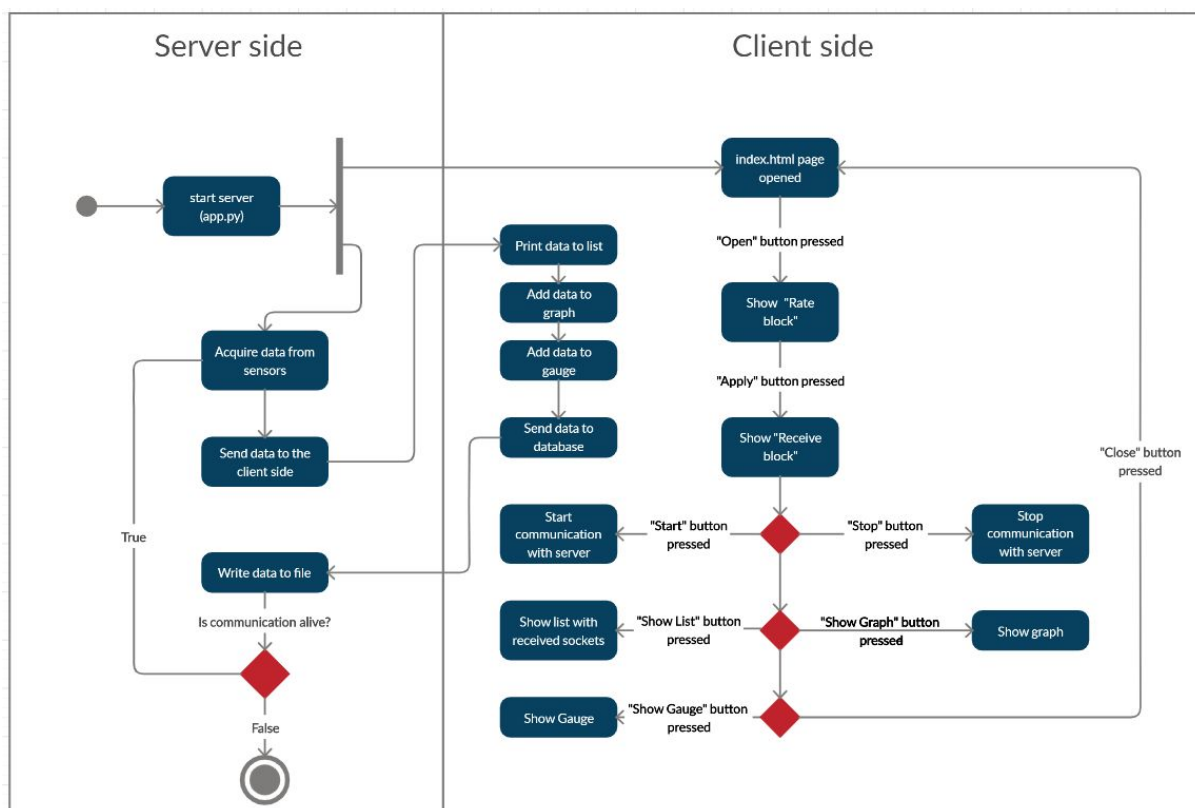 Server side
Client side
start server
(app.py)
index.html page
opened
"Open" button pressed
Print data to list
Add data to
graph
Show "Rate
block"
Acquire data from
sensors
Add data to
gauge
"Apply" button pressed
Send data to the
client side
Send data to
database
Show "Receive
block"
"Close" button
pressed
True
Start
communication
with server
"Start" button
pressed
"Stop" button
pressed
Stop
communication
with server
Write data to file
Is communication alive?
Show list with
received sockets
"Show List" button
pressed
"Show Graph" button
pressed
Show graph
False
Show Gauge
"Show Gauge" button
pressed